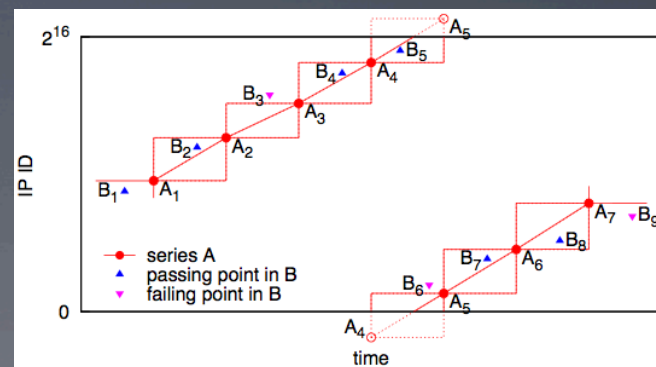 2^16
A5
B5
B4
A4
B3
A3
B2
A2
B1
A1
IP ID
series A
passing point in B
failing point in B
A7
B9
B8
A6
B7
B6
A5
0
A4
time